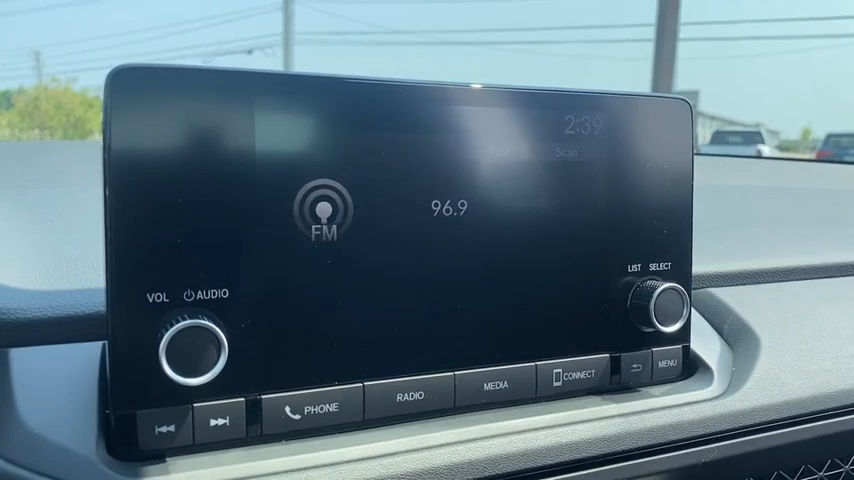 2:39
Scan
FM
96.9
LIST SELECT
VOL AUDIO
PHONE
RADIO
MEDIA
CONNECT
MENU